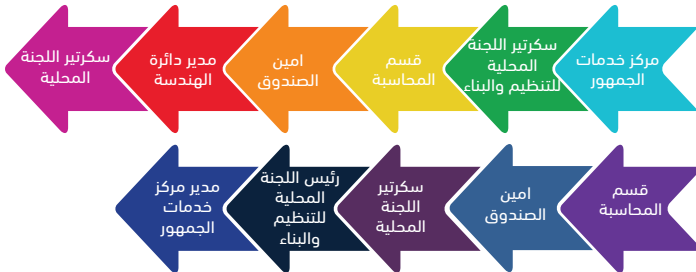 مركز خدمات
الجمهور
سكرتير اللجنة
المحلية
للتنظيم والبناء
قسم
المحاسبة
امين
الصندوق
مدير دائرة
الهندسة
سكرتير اللجنة
المحلية
قسم
المحاسبة
امين
الصندوق
سكرتير
اللجنة
المحلية
رئيس اللجنة
المحلية
للتنظيم
والبناء
مدير مركز
خدمات
الجمهور